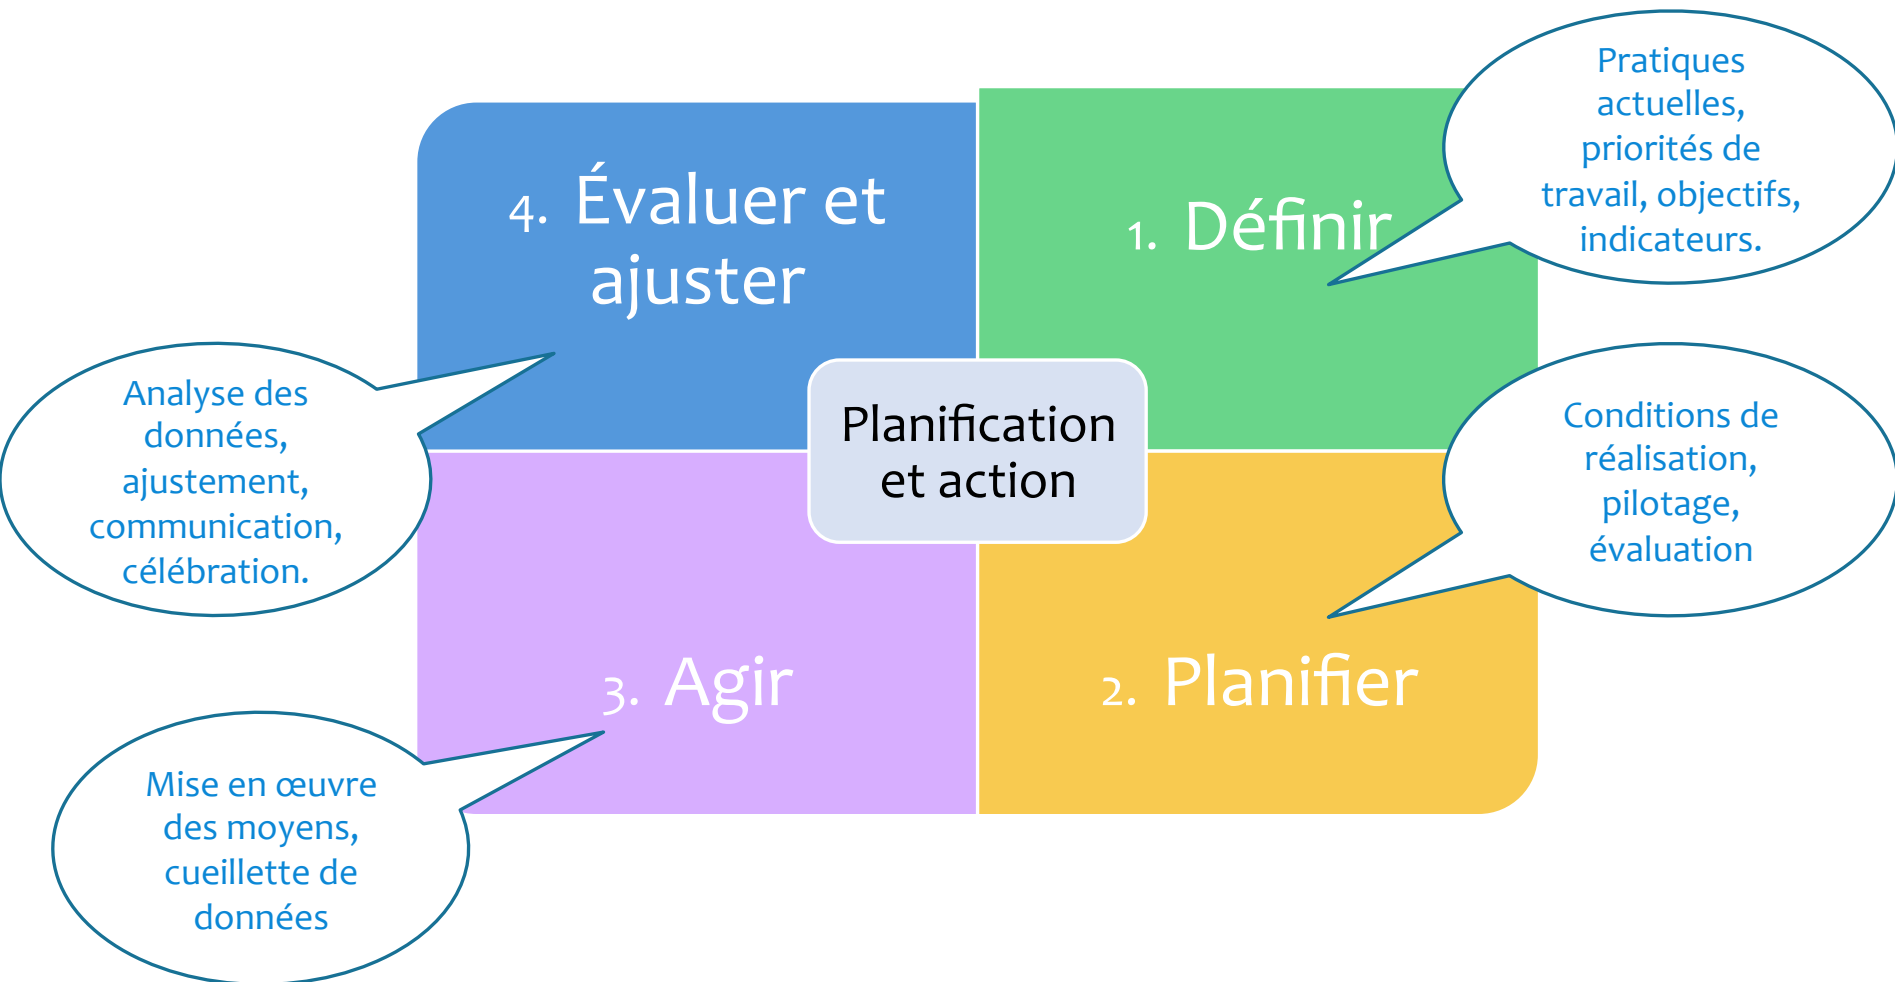 Pratiques
actuelles,
priorités de
travail, objectifs,
indicateurs.
4. Évaluer et
ajuster
1. Définir
Analyse des
données,
ajustement,
communication,
célébration.
Planification
et action
Conditions de
réalisation,
pilotage,
évaluation
3. Agir
2. Planifier
Mise en œuvre
des moyens,
cueillette de
données